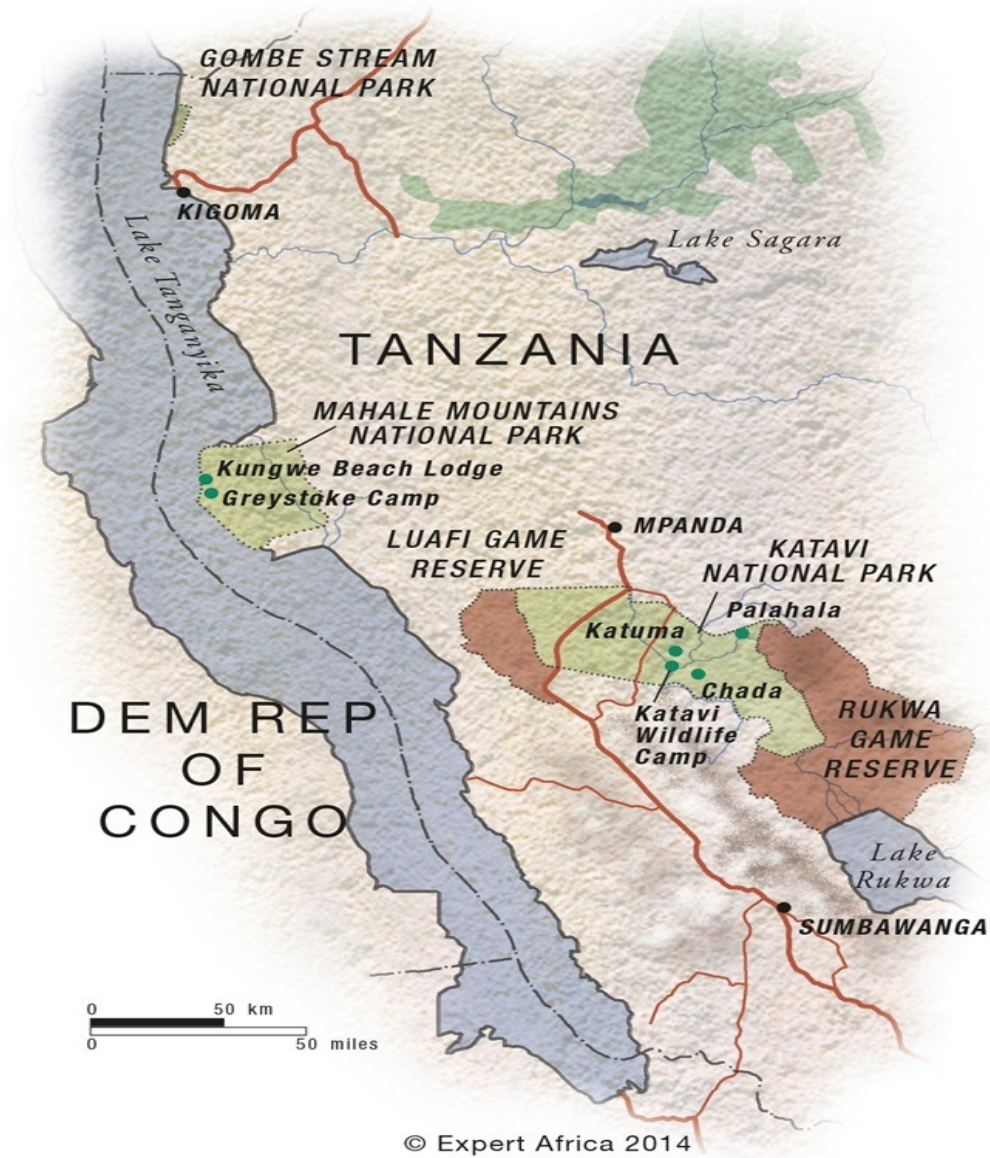 GOMBE STREAM
NATIONAL PARK
KIGOMA
Lake Tanganyika
Lake Sagara
TANZANIA
MAHALE MOUNTAINS
NATIONAL PARK
Kungwe Beach Lodge
Greystoke Camp
LUAFI GAME
RESERVE
MPANDA
KATAVI
NATIONAL PARK
Palahala
Katuma
Chada
Katavi
Wildlife
Camp
RUKWA
GAME
RESERVE
DEM REP
OF
CONGO
Lake
Rukwa
SUMBAWANGA
0 50 km
0 50 miles
© Expert Africa 2014